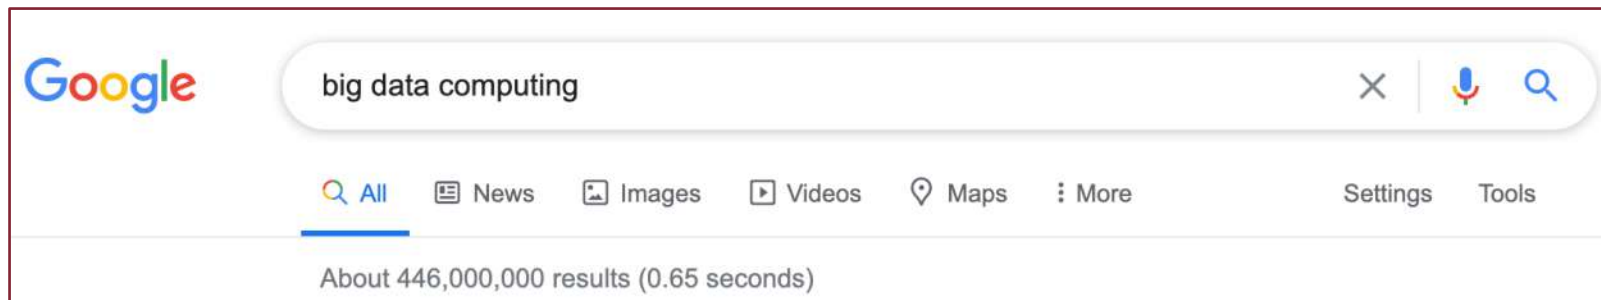 Google big data computing
All News Images Videos Maps More Settings Tools
About 446,000,000 results (0.65 seconds)